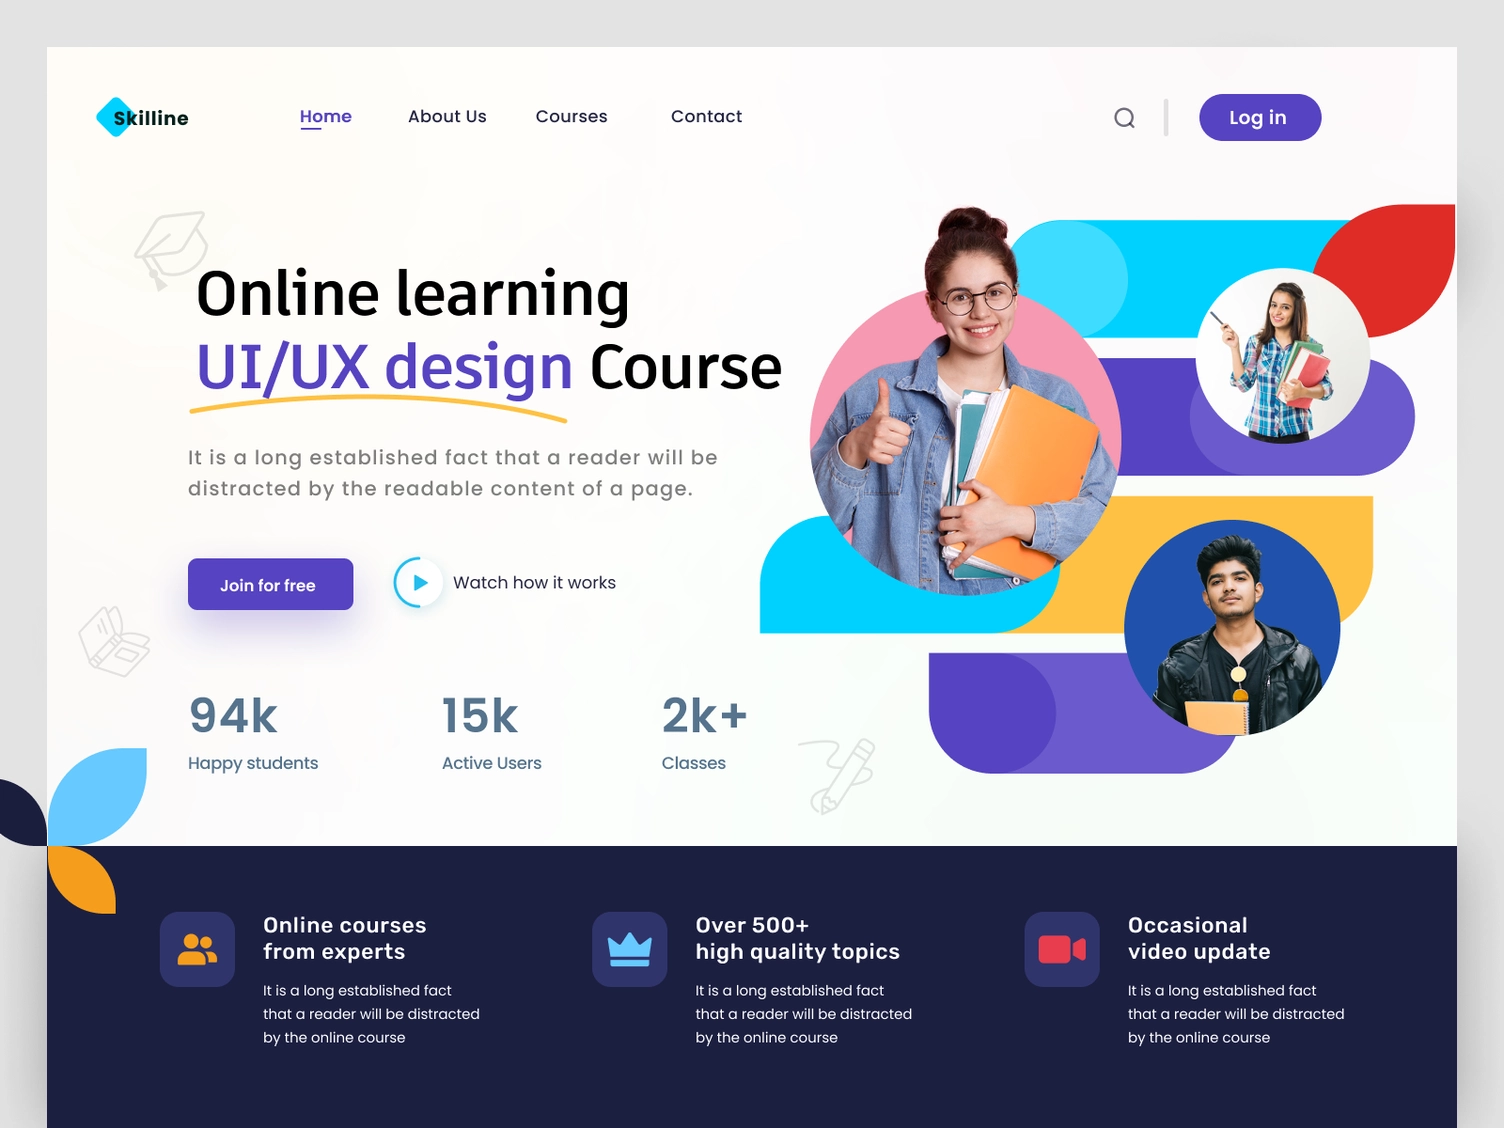 Skilline
Home
About Us
Courses
Contact
Log in
Online learning
UI/UX design Course
It is a long established fact that a reader will be
distracted by the readable content of a page.
Join for free
Watch how it works
94k
15k
2k+
Happy students
Active Users
Classes
Online courses
from experts
It is a long established fact
that a reader will be distracted
by the online course
Over 500+
high quality topics
It is a long established fact
that a reader will be distracted
by the online course
Occasional
video update
It is a long established fact
that a reader will be distracted
by the online course